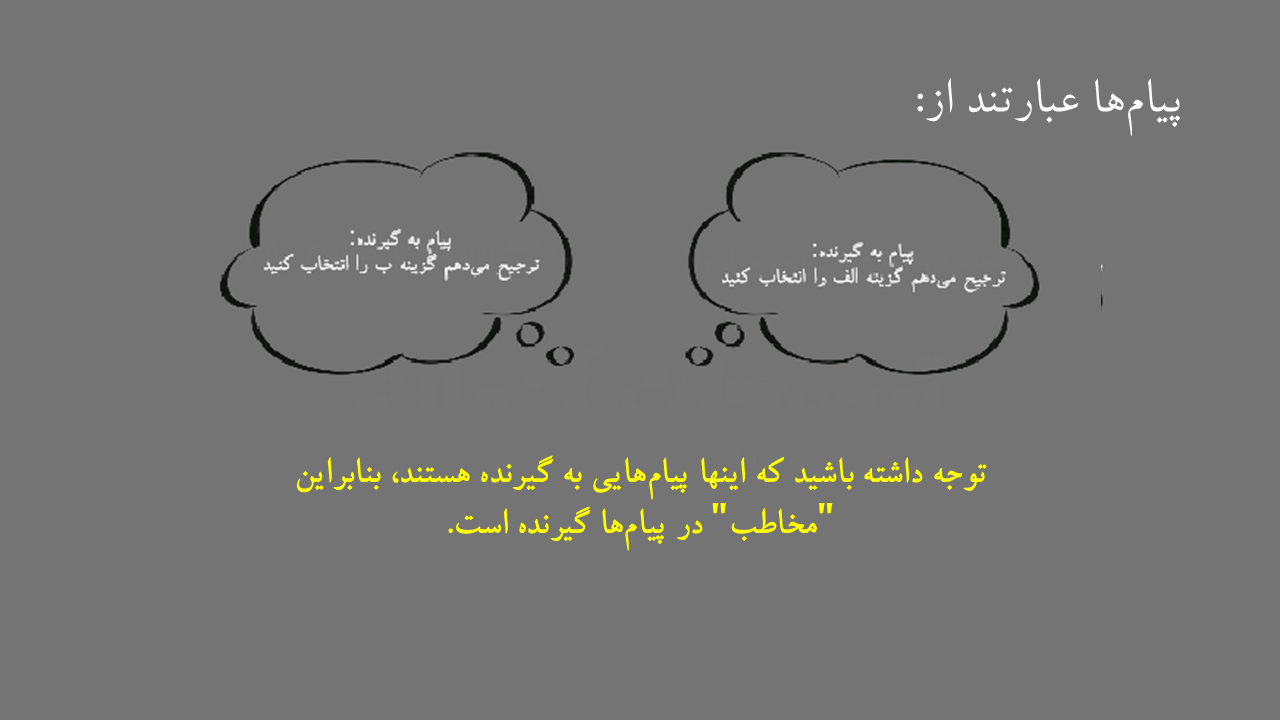 پیام‌ها عبارتند از:
پیام به گیرنده:
ترجیح می‌دهم گزینه الف را انتخاب کنید
پیام به گیرنده:
ترجیح می‌دهم گزینه ب را انتخاب کنید
توجه داشته باشید که اینها پیام‌هایی به گیرنده هستند، بنابراین
"مخاطب" در پیام‌ها گیرنده است.